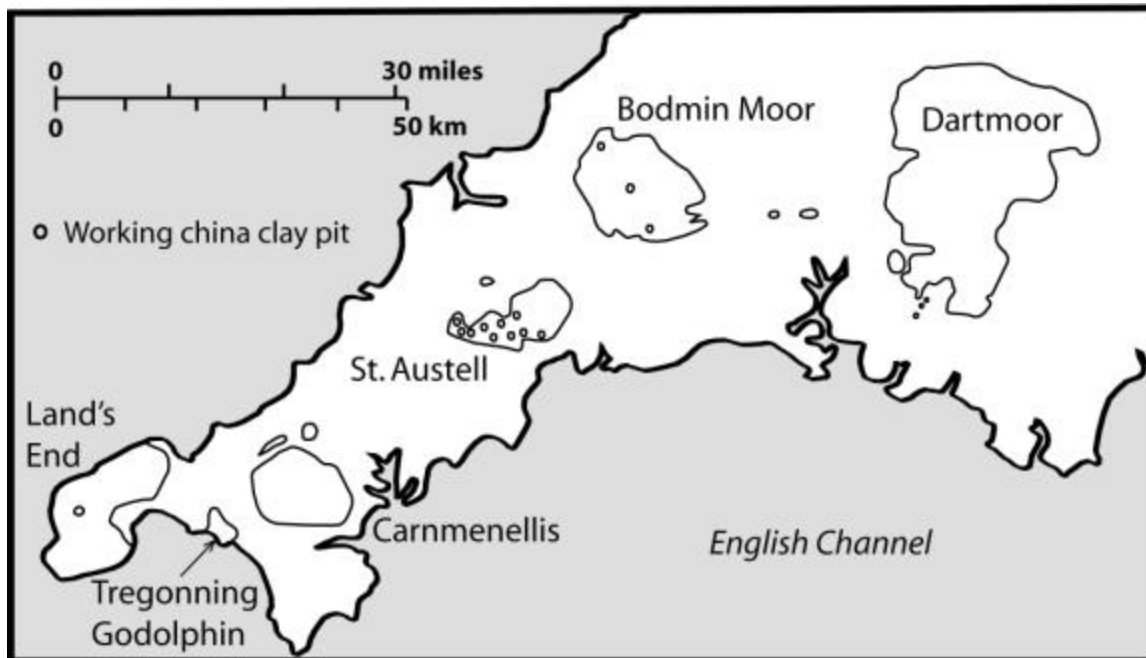 0 30 miles
0 50 km
Bodmin Moor
Dartmoor
Working china clay pit
St. Austell
Land's
End
Carnmenellis
English Channel
Tregonning
Godolphin